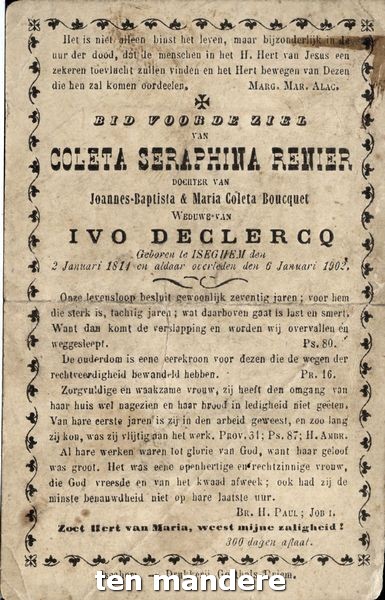 Het is niet alleen binst het leven, maar bijzonderlijk in de
uur der dood, dat de menschen in het H. Hert van Jesus een
zekeren toevlucht zullen vinden en het Hert bewegen van Dezen
die hen zal komen oordeelen. MARG. MAR. ALAC.
BID VOOR DE ZIEL
VAN
COLETA SERAPHINA RENIER
DOCHTER VAN
Joannes-Baptista & Maria Coleta Boucquet
WEDUWE VAN
IVO DECLERCQ
Geboren te ISEGHEM den
2 Januari 1811 en aldaar overleden den 6 Januari 1902.
Onze levensloop besluit gewoonlijk zeventig jaren; voor hem
die sterk is, tachtig jaren; wat daarboven gaat is last en smert.
Want dan komt de verslapping en worden wij overvallen en
weggesleept. Ps. 80.
De ouderdom is eene eerekroon voor dezen die de wegen der
rechtveerdigheid bewandeld hebben. PR. 16.
Zorgvuldige en waakzame vrouw, zij heeft den omgang van
haar huis wel nagezien en haar brood in ledigheid niet geëten.
Van hare eerste jaren is zij in den arbeid geweest, en zoo lang
zij kon, was zij vlijtig aan het werk. PROV. 31; Ps. 87; H. AMBR.
Al hare werken waren tot glorie van God, want haar geloof
was groot. Het was eene openhertige en rechtzinnige vrouw,
die God vreesde en van het kwaad afweek; ook had zij de
minste benauwdheid niet op hare laatste uur.
BR. H. PAUL; JOB I.
Zoet Hert van Maria, weest mijne zaligheid!
300 dagen aflaat.
ten mandere